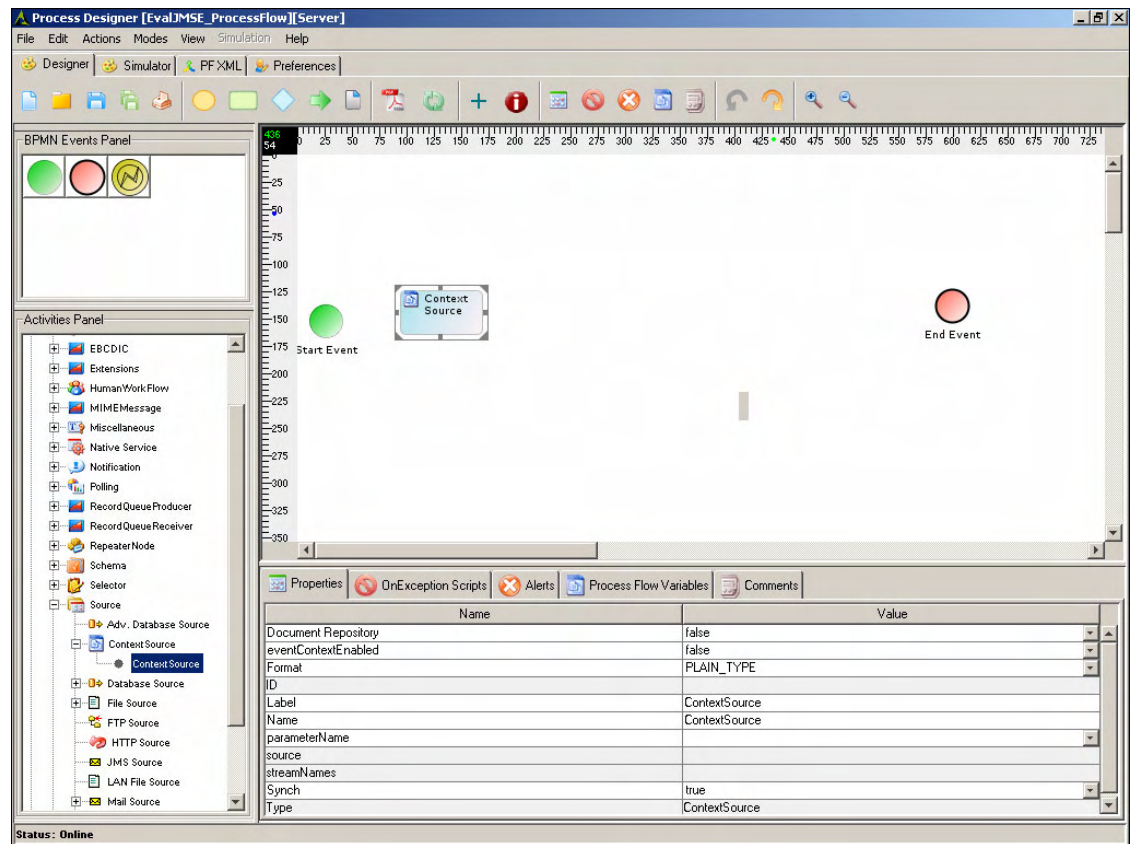 Process Designer [EvalJMSE_ProcessFlow][Server]
File Edit Actions Modes View Simulation Help
Designer Simulator PF XML Preferences
BPMN Events Panel
436
54
0 25 50 75 100 125 150 175 200 225 250 275 300 325 350 375 400 425 450 475 500 525 550 575 600 625 650 675 700 725
25
50
75
100
125
150
175
200
225
250
275
300
325
350
Context
Source
Start Event
End Event
Activities Panel
EBCDIC
Extensions
HumanWorkFlow
MIMEMessage
Miscellaneous
Native Service
Notification
Polling
RecordQueueProducer
RecordQueueReceiver
RepeaterNode
Schema
Selector
Source
Adv. Database Source
ContextSource
ContextSource
Database Source
File Source
FTP Source
HTTP Source
JMS Source
LAN File Source
Mail Source
Properties OnException Scripts Alerts Process Flow Variables Comments
Name Value
Document Repository false
eventContextEnabled false
Format PLAIN_TYPE
ID
Label ContextSource
Name ContextSource
parameterName
source
streamNames
Synch true
Type ContextSource
Status: Online